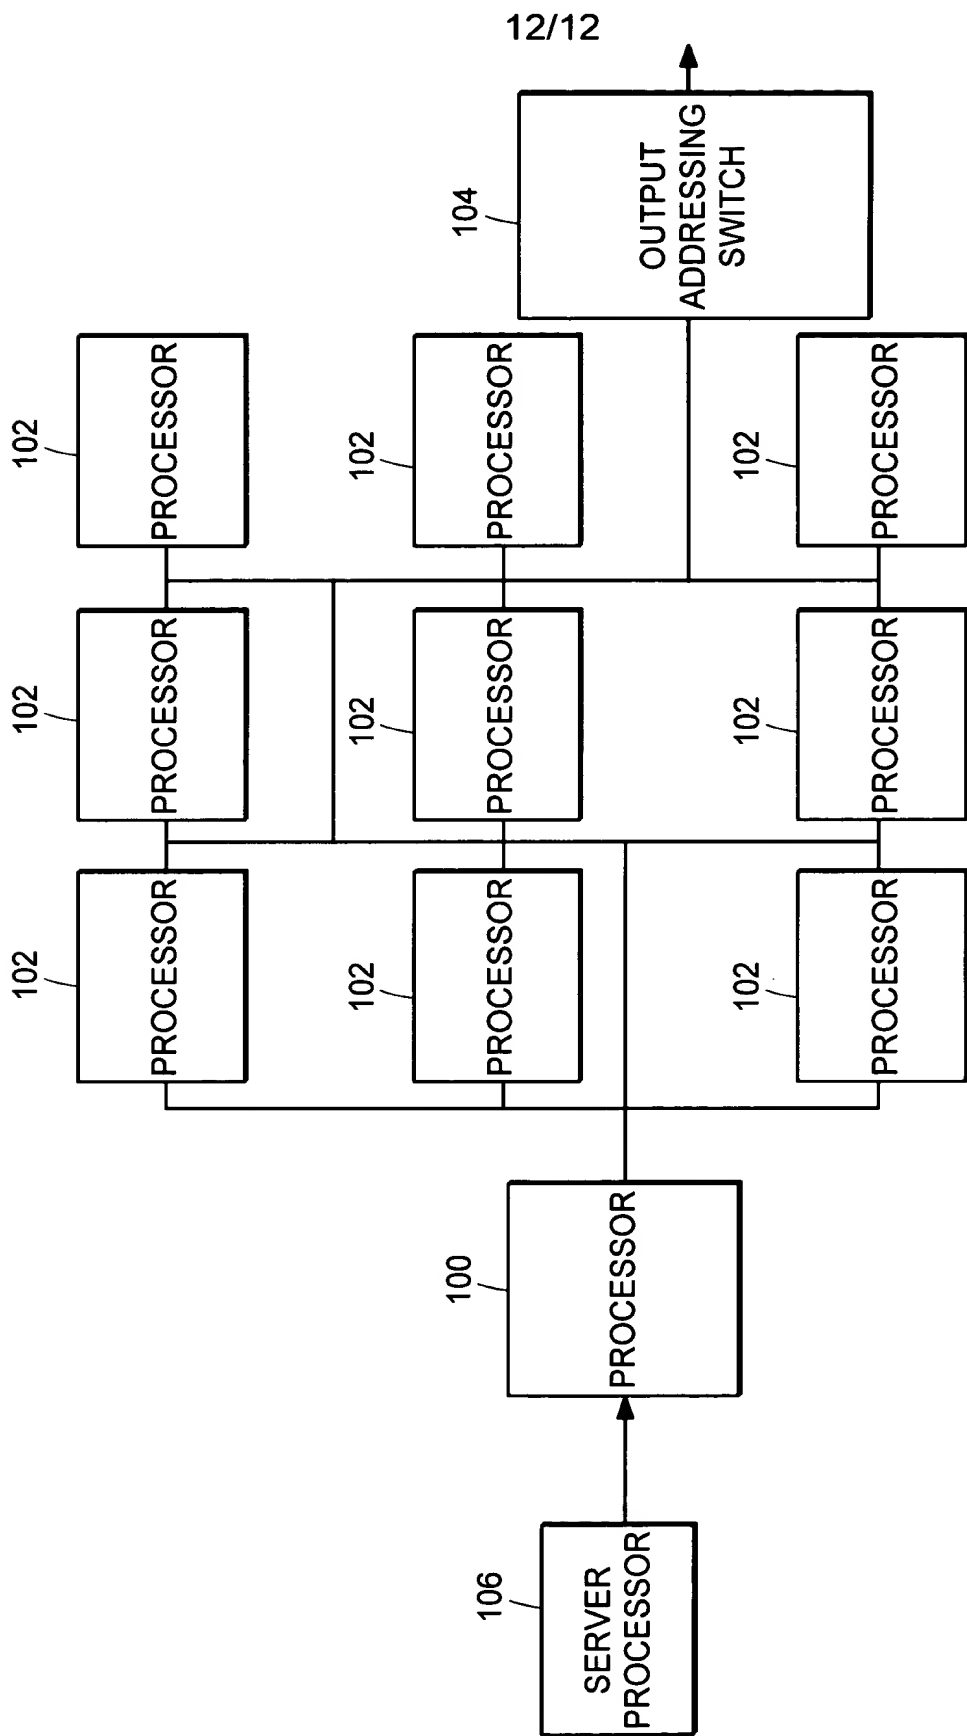 12/12
102
PROCESSOR
102
PROCESSOR
102
PROCESSOR
102
PROCESSOR
102
PROCESSOR
102
PROCESSOR
102
PROCESSOR
102
PROCESSOR
102
PROCESSOR
104
OUTPUT
ADDRESSING
SWITCH
100
PROCESSOR
106
SERVER
PROCESSOR